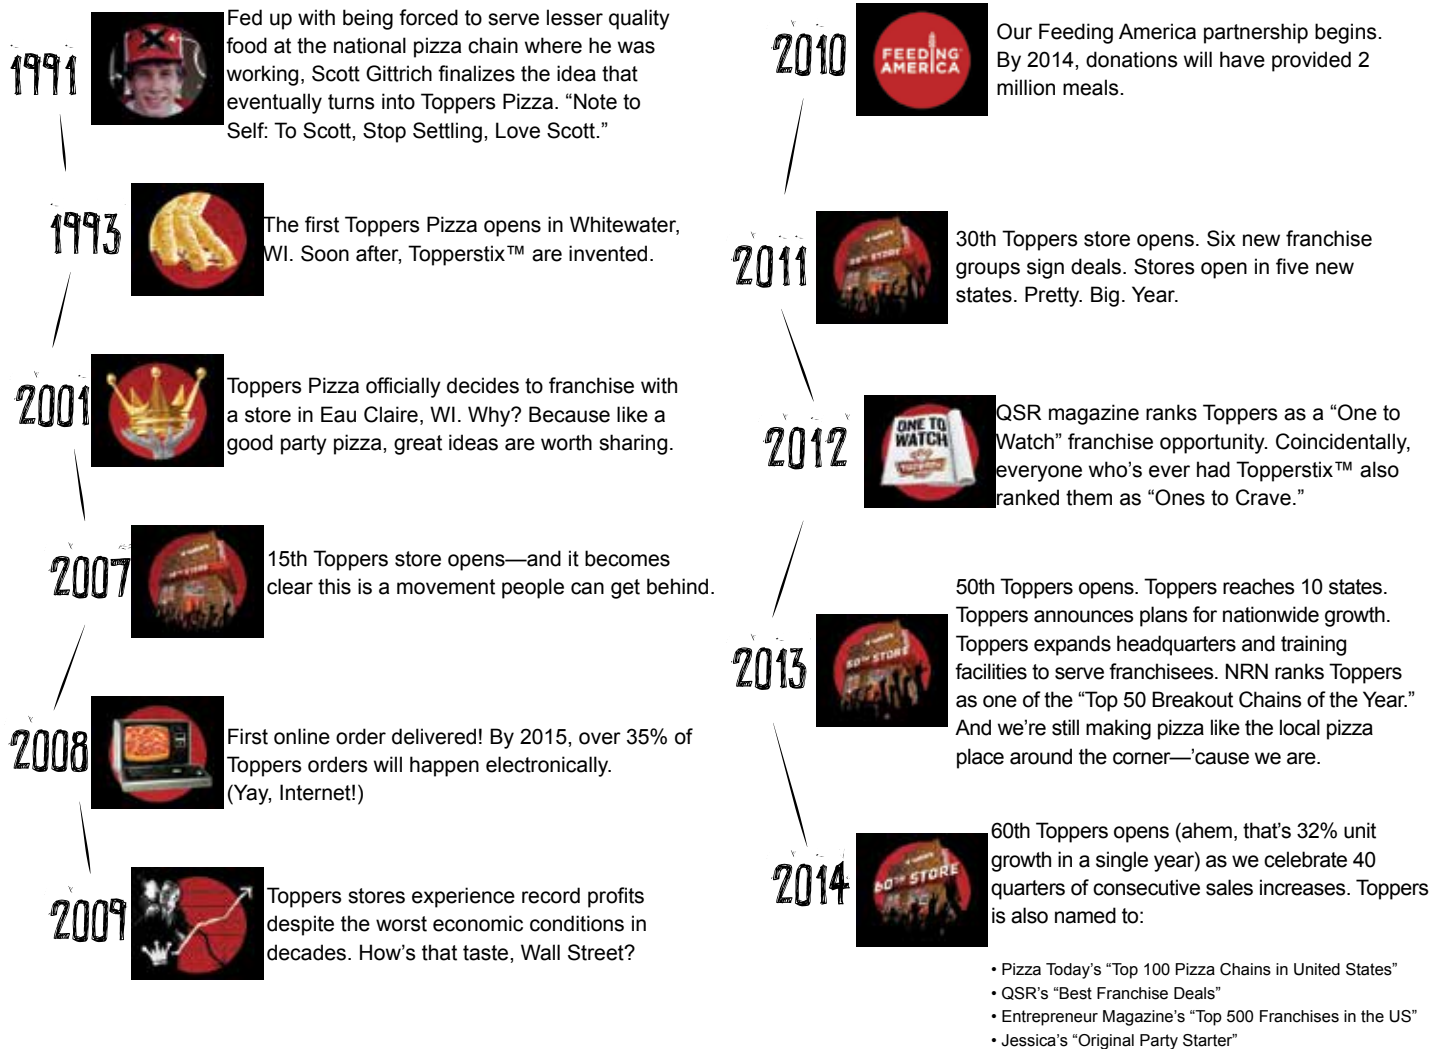 1991
Fed up with being forced to serve lesser quality
food at the national pizza chain where he was
working, Scott Gittrich finalizes the idea that
eventually turns into Toppers Pizza. “Note to
Self: To Scott, Stop Settling, Love Scott.”
1993
The first Toppers Pizza opens in Whitewater,
WI. Soon after, Topperstix™ are invented.
2001
Toppers Pizza officially decides to franchise with
a store in Eau Claire, WI. Why? Because like a
good party pizza, great ideas are worth sharing.
2007
15th Toppers store opens—and it becomes
clear this is a movement people can get behind.
2008
First online order delivered! By 2015, over 35% of
Toppers orders will happen electronically.
(Yay, Internet!)
2009
Toppers stores experience record profits
despite the worst economic conditions in
decades. How’s that taste, Wall Street?
2010
FEEDING
AMERICA
Our Feeding America partnership begins.
By 2014, donations will have provided 2
million meals.
2011
30th Toppers store opens. Six new franchise
groups sign deals. Stores open in five new
states. Pretty. Big. Year.
2012
ONE TO
WATCH
QSR magazine ranks Toppers as a “One to
Watch” franchise opportunity. Coincidentally,
everyone who’s ever had Topperstix™ also
ranked them as “Ones to Crave.”
2013
50TH STORE
50th Toppers opens. Toppers reaches 10 states.
Toppers announces plans for nationwide growth.
Toppers expands headquarters and training
facilities to serve franchisees. NRN ranks Toppers
as one of the “Top 50 Breakout Chains of the Year.”
And we’re still making pizza like the local pizza
place around the corner—’cause we are.
2014
60TH STORE
60th Toppers opens (ahem, that’s 32% unit
growth in a single year) as we celebrate 40
quarters of consecutive sales increases. Toppers
is also named to:
• Pizza Today’s “Top 100 Pizza Chains in United States”
• QSR’s “Best Franchise Deals”
• Entrepreneur Magazine’s “Top 500 Franchises in the US”
• Jessica’s “Original Party Starter”